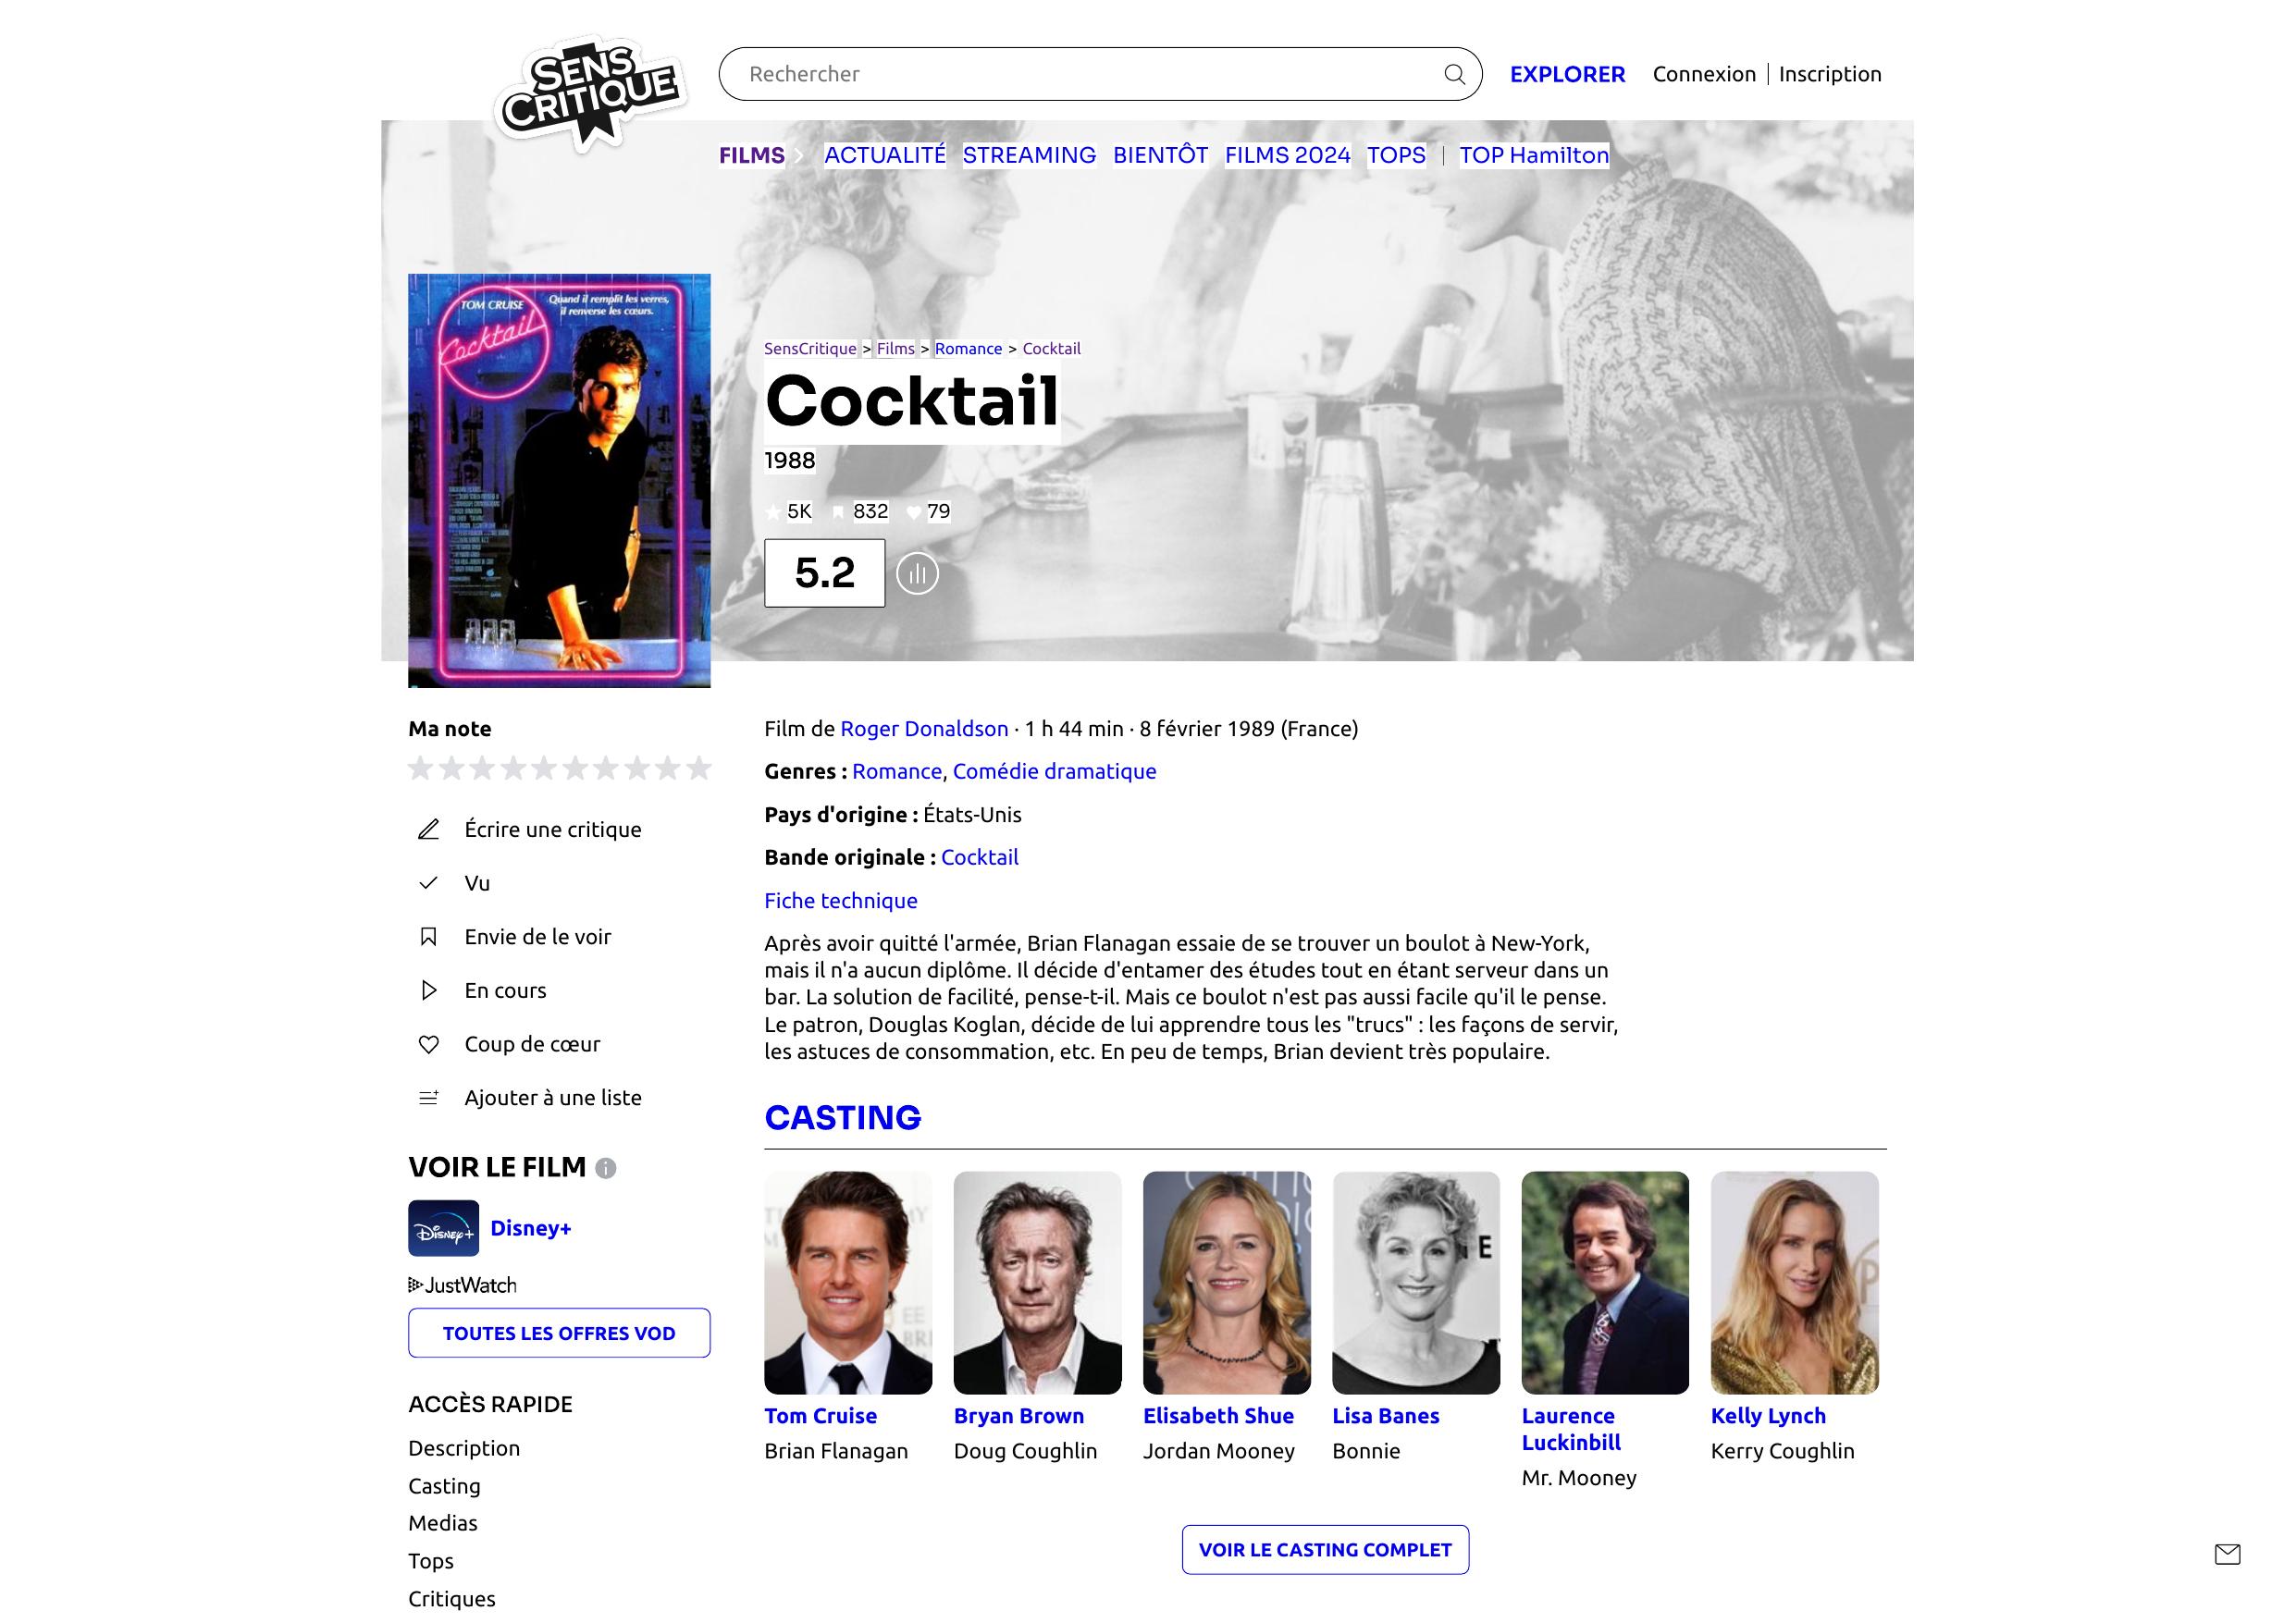 SENS
CRITIQUE
Rechercher
EXPLORER
Connexion | Inscription
FILMS
ACTUALITÉ
STREAMING
BIENTÔT
FILMS 2024
TOPS
|
TOP Hamilton
TOM CRUISE
Quand il remplit les verres,
il renverse les cœurs.
Cocktail
SensCritique > Films > Romance > Cocktail
Cocktail
1988
5K
832
79
5.2
Ma note
Écrire une critique
Vu
Envie de le voir
En cours
Coup de cœur
Ajouter à une liste
VOIR LE FILM
Disney+
Disney+
JustWatch
TOUTES LES OFFRES VOD
ACCÈS RAPIDE
Description
Casting
Medias
Tops
Critiques
Film de Roger Donaldson · 1 h 44 min · 8 février 1989 (France)
Genres : Romance, Comédie dramatique
Pays d'origine : États-Unis
Bande originale : Cocktail
Fiche technique
Après avoir quitté l'armée, Brian Flanagan essaie de se trouver un boulot à New-York,
mais il n'a aucun diplôme. Il décide d'entamer des études tout en étant serveur dans un
bar. La solution de facilité, pense-t-il. Mais ce boulot n'est pas aussi facile qu'il le pense.
Le patron, Douglas Koglan, décide de lui apprendre tous les "trucs" : les façons de servir,
les astuces de consommation, etc. En peu de temps, Brian devient très populaire.
CASTING
Tom Cruise
Brian Flanagan
Bryan Brown
Doug Coughlin
Elisabeth Shue
Jordan Mooney
Lisa Banes
Bonnie
Laurence
Luckinbill
Mr. Mooney
Kelly Lynch
Kerry Coughlin
VOIR LE CASTING COMPLET